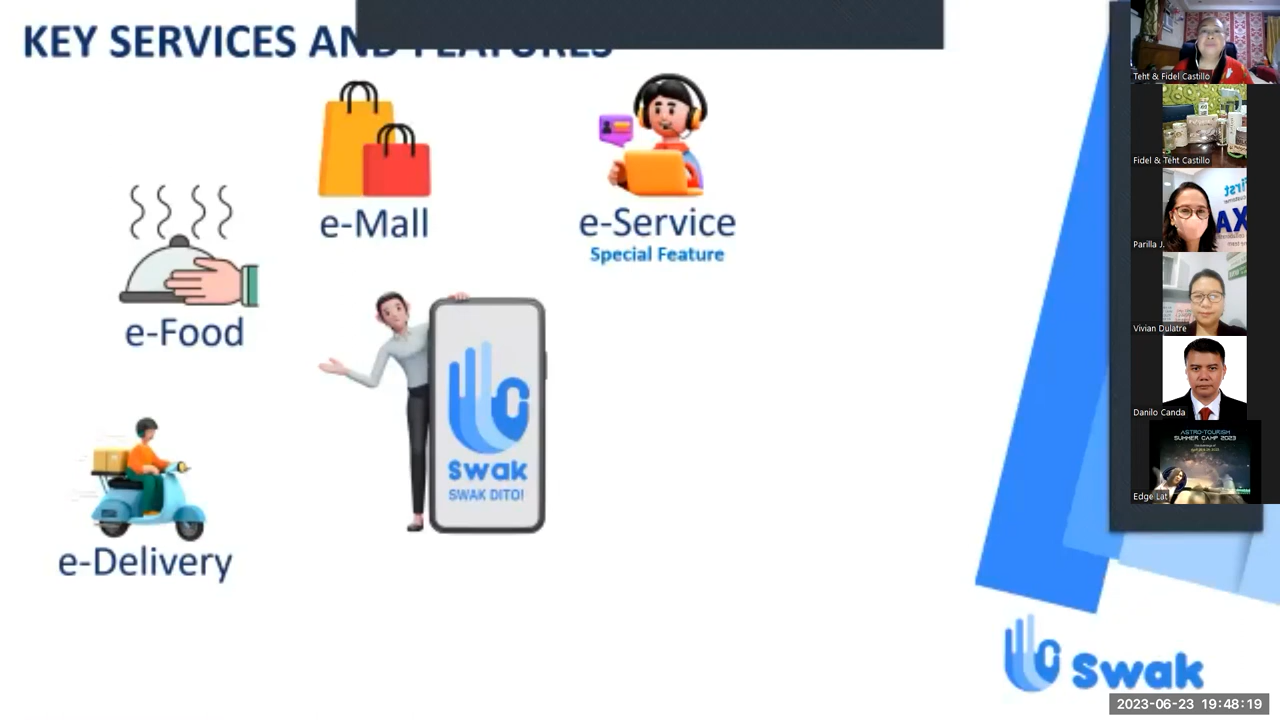 KEY SERVICES AND FEATURES
e-Mall
e-Service
Special Feature
e-Food
e-Delivery
Swak
SWAK DITO!
Swak
Teht & Fidel Castillo
Fidel & Teht Castillo
Parilla J.
Vivian Dulatre
Danilo Canda
ASTRO-TOURISM
SUMMER CAMP 2023
Edge Lat
2023-06-23 19:48:19